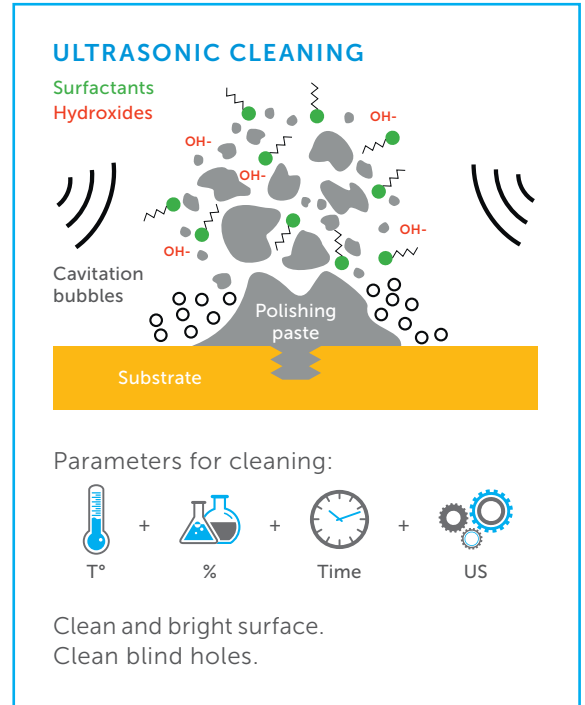 ULTRASONIC CLEANING
Surfactants
Hydroxides
OH-
OH-
OH-
OH-
OH-
Cavitation
bubbles
Polishing
paste
Substrate
Parameters for cleaning:
+ + +
T° % Time US
Clean and bright surface.
Clean blind holes.